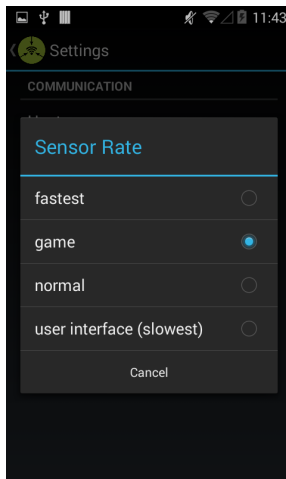 11:43
Settings
COMMUNICATION
Sensor Rate
fastest
game
normal
user interface (slowest)
Cancel